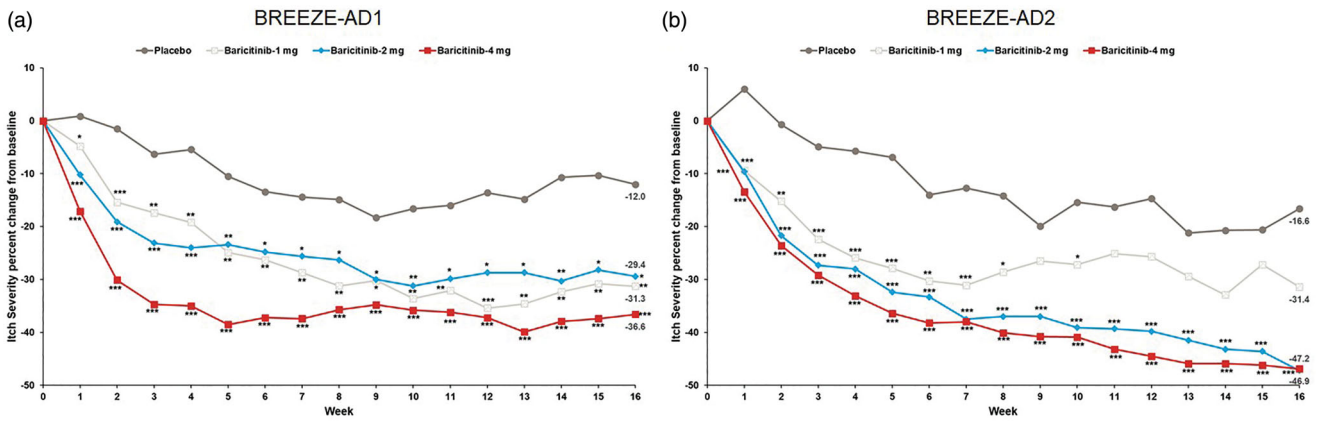 (a)
BREEZE-AD1
Placebo Baricitinib-1 mg Baricitinib-2 mg Baricitinib-4 mg
Itch Severity percent change from baseline
10
0
-10
-20
-30
-40
-50
-12.0
-29.4
-31.3
-36.6
0 1 2 3 4 5 6 7 8 9 10 11 12 13 14 15 16
Week
(b)
BREEZE-AD2
Placebo Baricitinib-1 mg Baricitinib-2 mg Baricitinib-4 mg
Itch Severity percent change from baseline
10
0
-10
-20
-30
-40
-50
-16.6
-31.4
-47.2
-46.9
0 1 2 3 4 5 6 7 8 9 10 11 12 13 14 15 16
Week